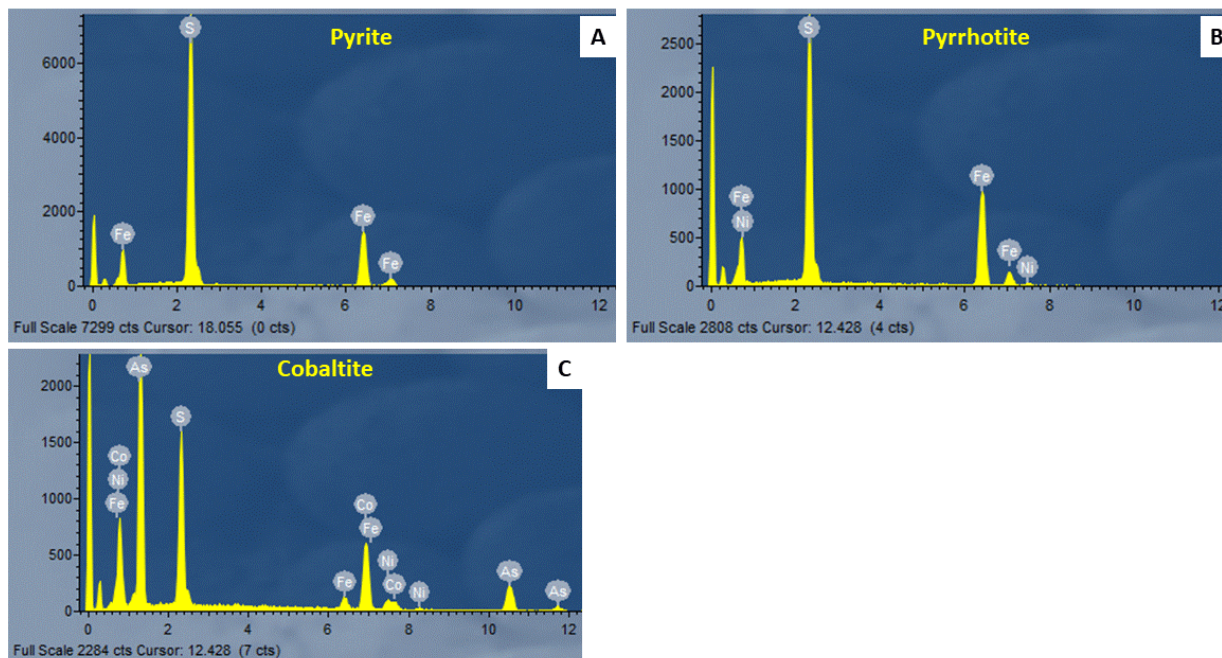 Pyrite
A
S
6000
4000
2000
0
Fe
Fe
Fe
0 2 4 6 8 10 12
Full Scale 7299 cts Cursor: 18.055 (0 cts)
Pyrrhotite
B
S
2500
2000
1500
1000
500
0
Fe
Ni
Fe
Fe
Ni
0 2 4 6 8 10 12
Full Scale 2808 cts Cursor: 12.428 (4 cts)
Cobaltite
C
As
S
2000
1500
1000
500
0
Co
Ni
Fe
Fe
Co
Fe
Ni
Co
Ni
As
As
0 2 4 6 8 10 12
Full Scale 2284 cts Cursor: 12.428 (7 cts)